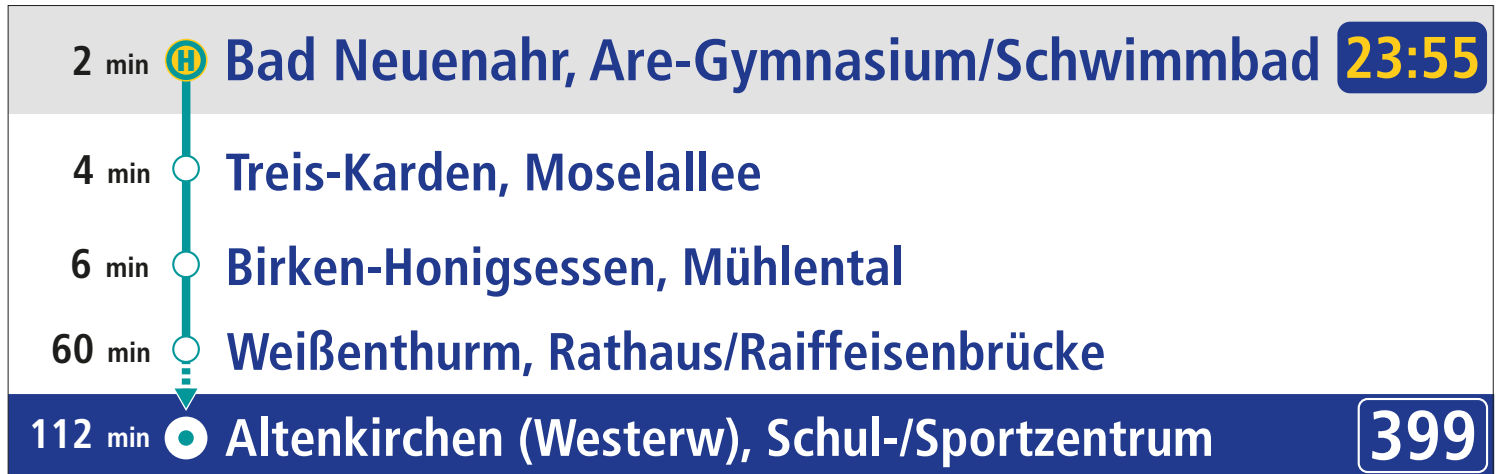 2 min H Bad Neuenahr, Are-Gymnasium/Schwimmbad 23:55
4 min Treis-Karden, Moselallee
6 min Birken-Honigsessen, Mühlental
60 min Weißenthurm, Rathaus/Raiffeisenbrücke
112 min Altenkirchen (Westerw), Schul-/Sportzentrum 399